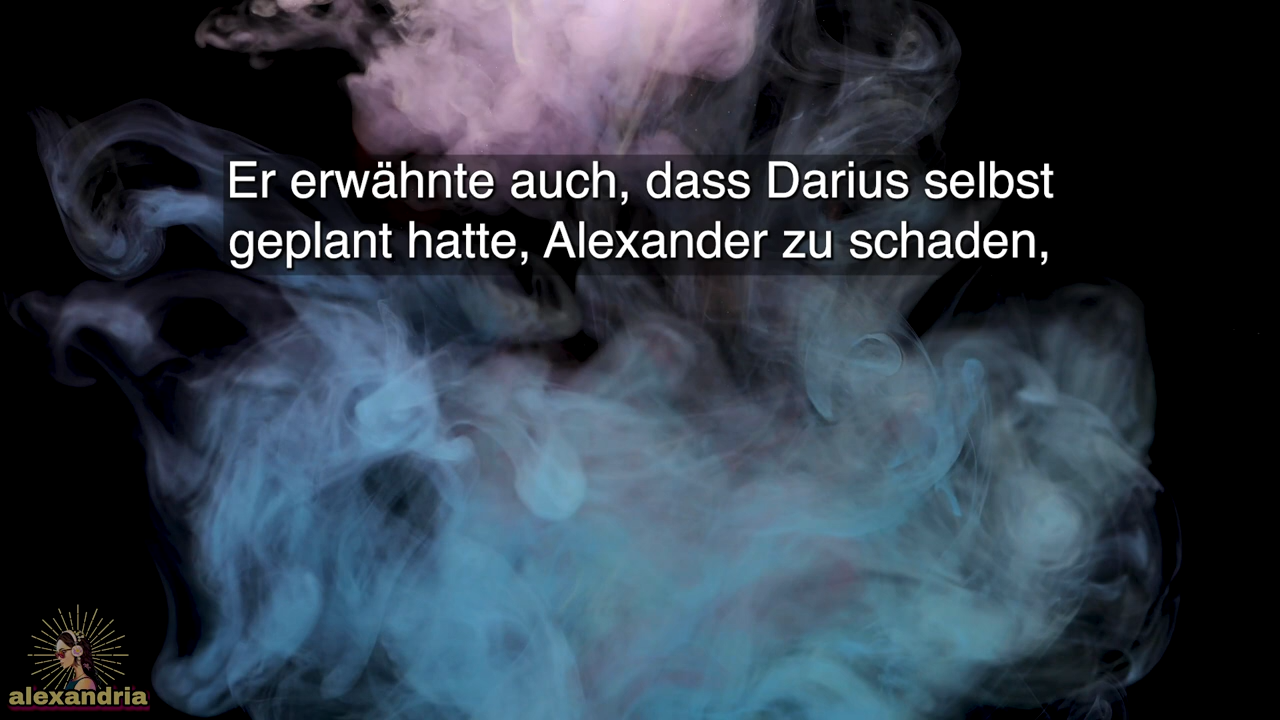 Er erwähnte auch, dass Darius selbst
geplant hatte, Alexander zu schaden,
alexandria